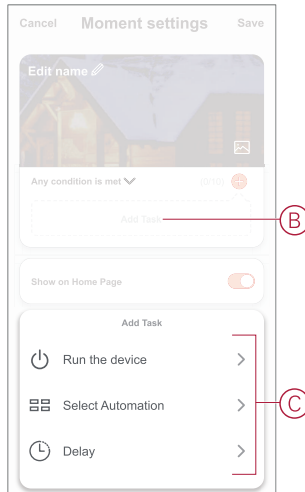 Cancel Moment settings Save
Edit name
Any condition is met
Add Task
B
Show on Home Page
Add Task
Run the device
Select Automation
C
Delay